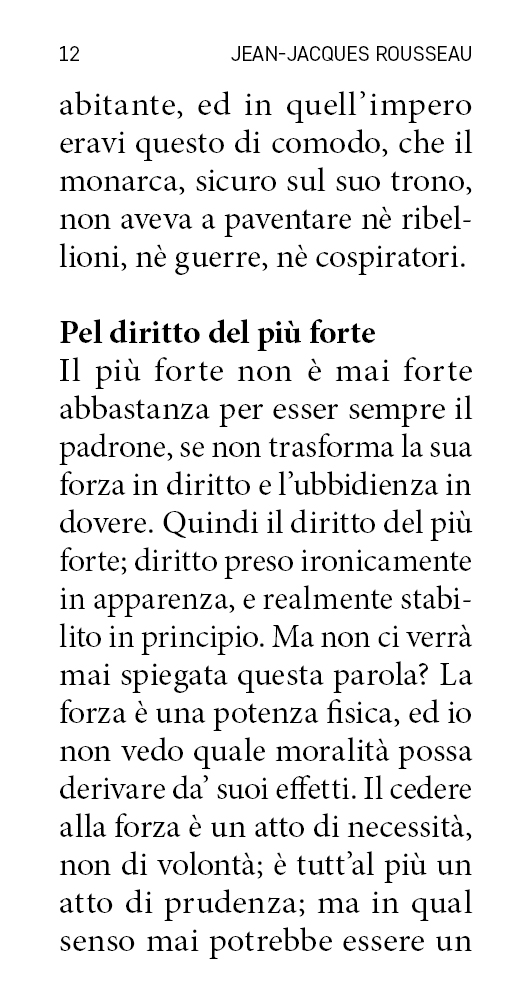 12 JEAN-JACQUES ROUSSEAU
abitante, ed in quell’impero
eravi questo di comodo, che il
monarca, sicuro sul suo trono,
non aveva a paventare nè ribel-
lioni, nè guerre, nè cospiratori.
Pel diritto del più forte
Il più forte non è mai forte
abbastanza per esser sempre il
padrone, se non trasforma la sua
forza in diritto e l’ubbidienza in
dovere. Quindi il diritto del più
forte; diritto preso ironicamente
in apparenza, e realmente stabi-
lito in principio. Ma non ci verrà
mai spiegata questa parola? La
forza è una potenza fisica, ed io
non vedo quale moralità possa
derivare da’ suoi effetti. Il cedere
alla forza è un atto di necessità,
non di volontà; è tutt’al più un
atto di prudenza; ma in qual
senso mai potrebbe essere un